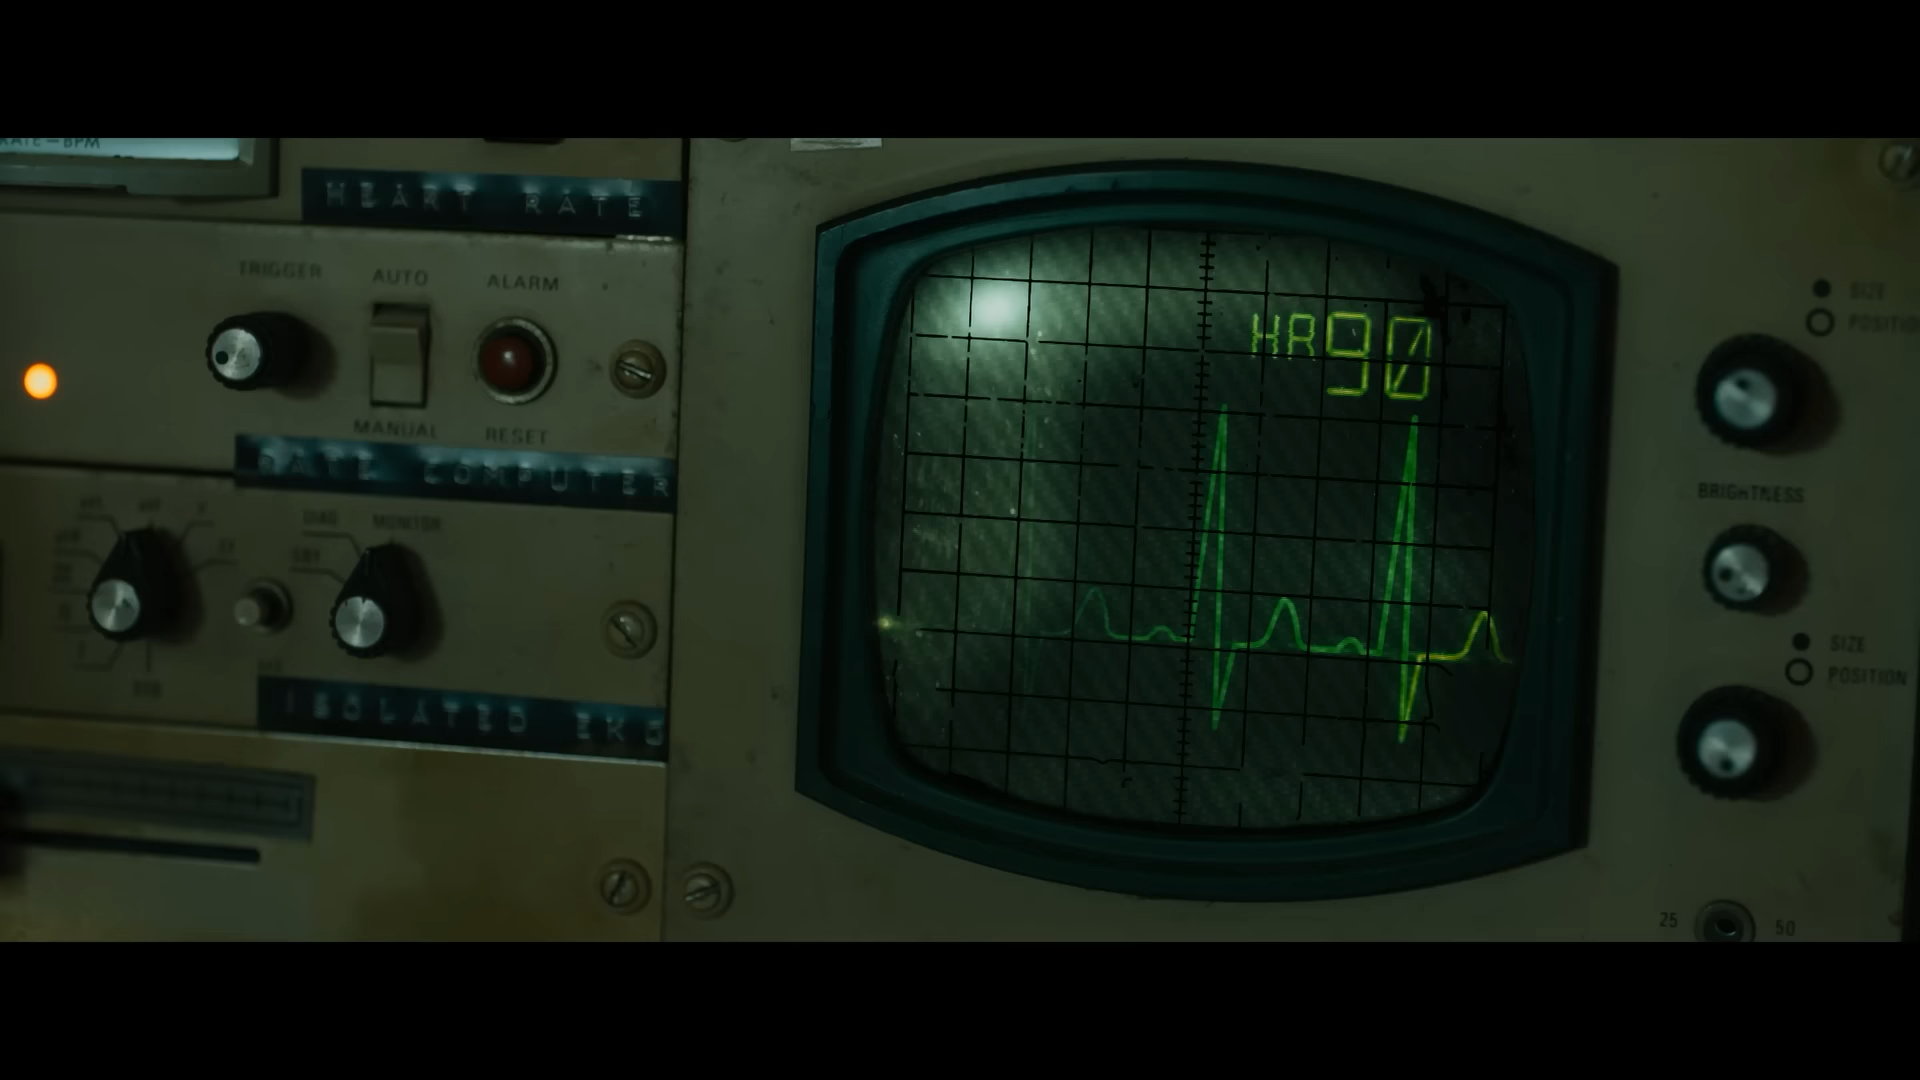 RATE-BPM
HEART RATE
TRIGGER
AUTO
ALARM
MANUAL
RESET
RATE COMPUTER
DIAG
MONITOR
ISOLATED EKG
HR90
SIZE
POSITION
BRIGHTNESS
SIZE
POSITION
25
50